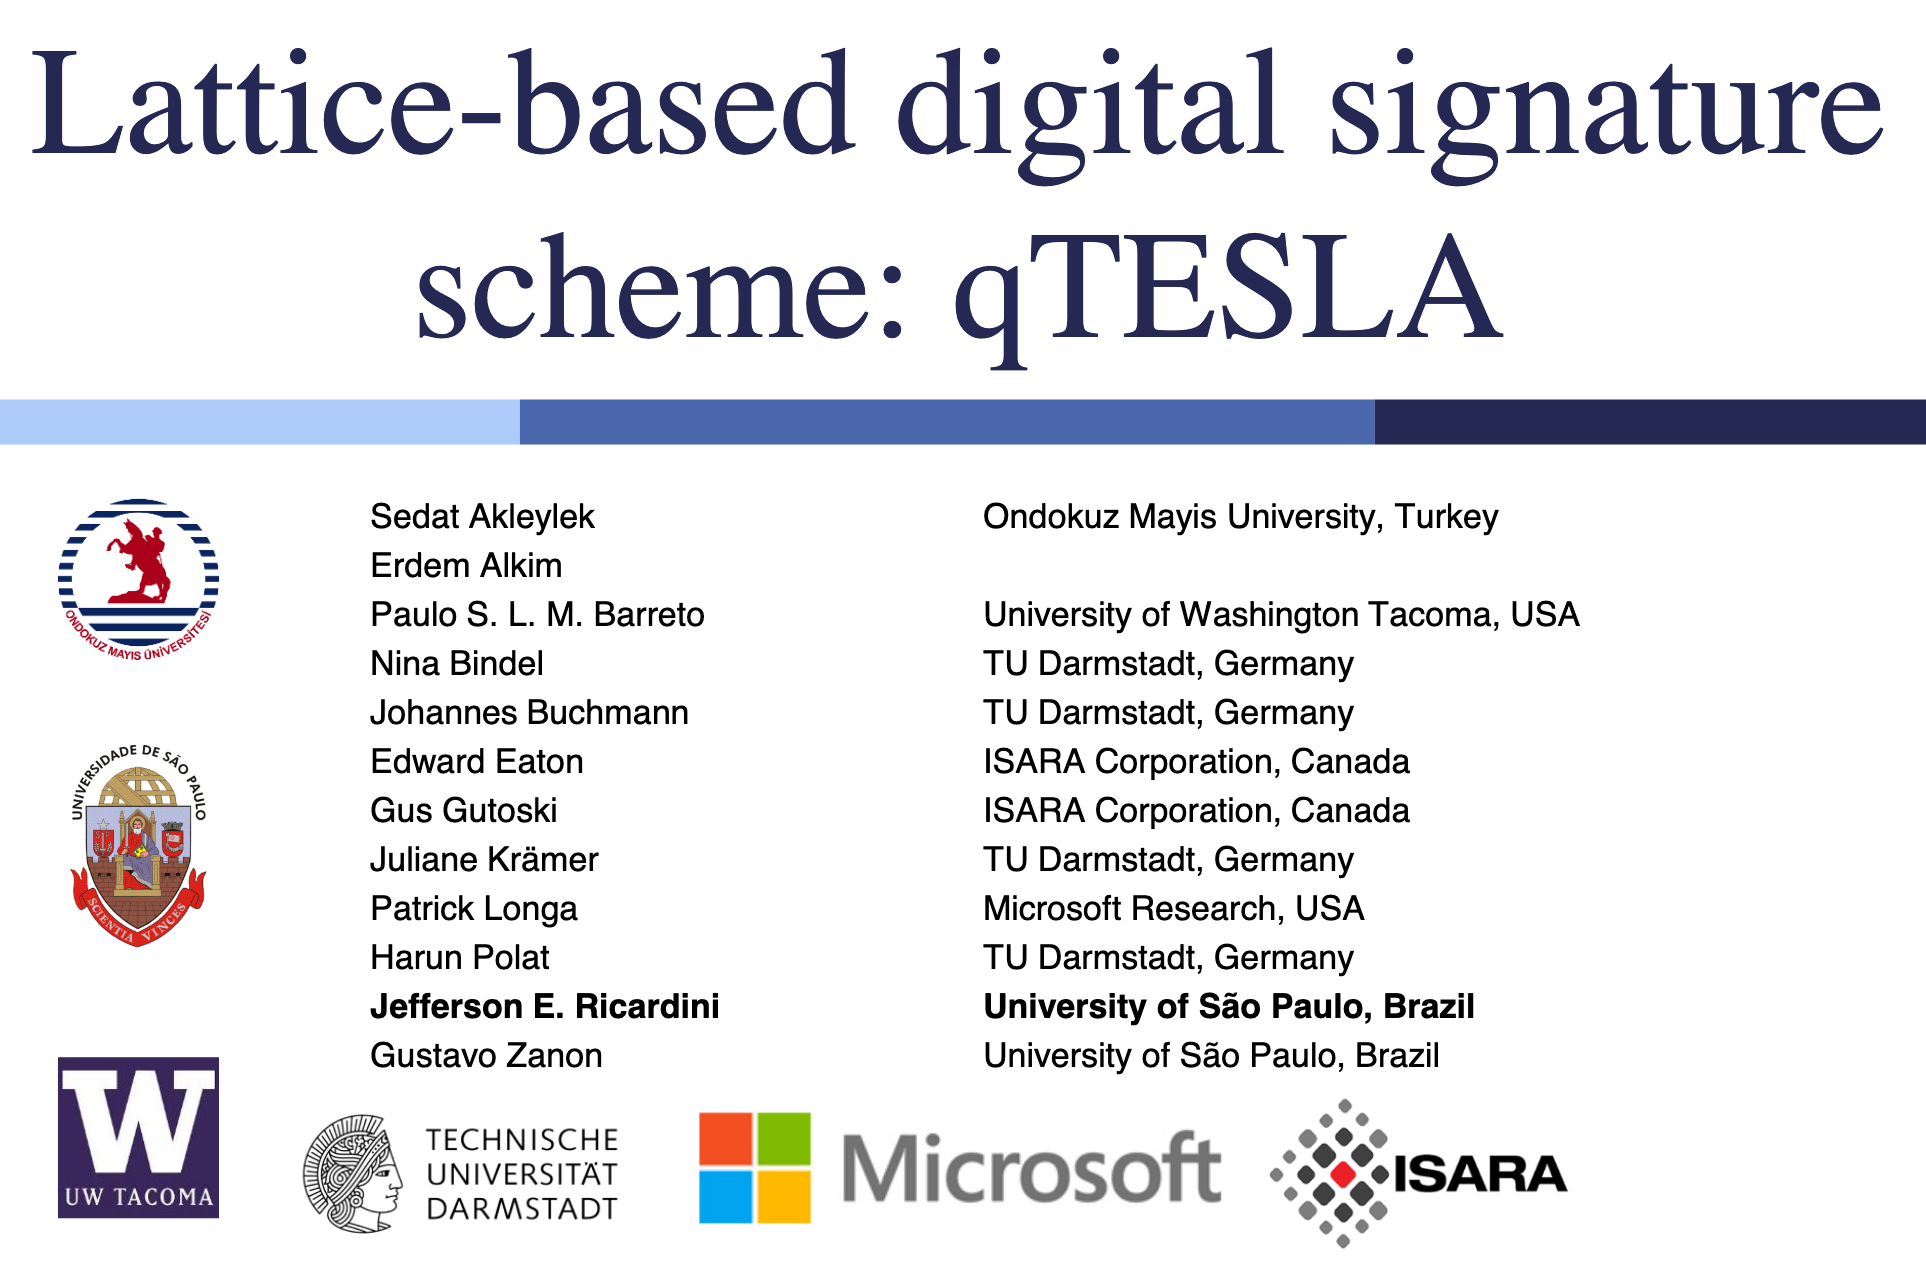 Lattice-based digital signature
scheme: qTESLA
Sedat Akleylek Ondokuz Mayis University, Turkey
Erdem Alkim
Paulo S. L. M. Barreto University of Washington Tacoma, USA
Nina Bindel TU Darmstadt, Germany
Johannes Buchmann TU Darmstadt, Germany
Edward Eaton ISARA Corporation, Canada
Gus Gutoski ISARA Corporation, Canada
Juliane Krämer TU Darmstadt, Germany
Patrick Longa Microsoft Research, USA
Harun Polat TU Darmstadt, Germany
Jefferson E. Ricardini University of São Paulo, Brazil
Gustavo Zanon University of São Paulo, Brazil
ONDOKUZ MAYIS ÜNİVERSİTESİ
UNIVERSIDADE DE SÃO PAULO
SCIENTIA VINCES
W
UW TACOMA
TECHNISCHE
UNIVERSITÄT
DARMSTADT
Microsoft
ISARA